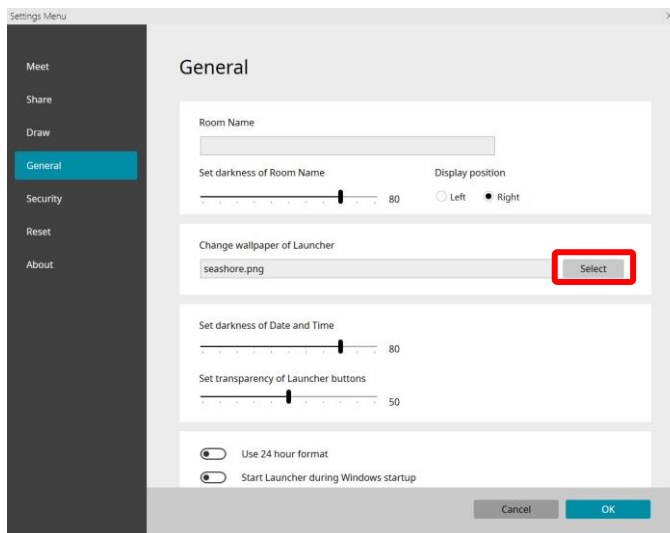 Settings Menu
Meet
Share
Draw
General
Security
Reset
About
General
Room Name
Set darkness of Room Name
80
Display position
Left
Right
Change wallpaper of Launcher
seashore.png
Select
Set darkness of Date and Time
80
Set transparency of Launcher buttons
50
Use 24 hour format
Start Launcher during Windows startup
Cancel
OK